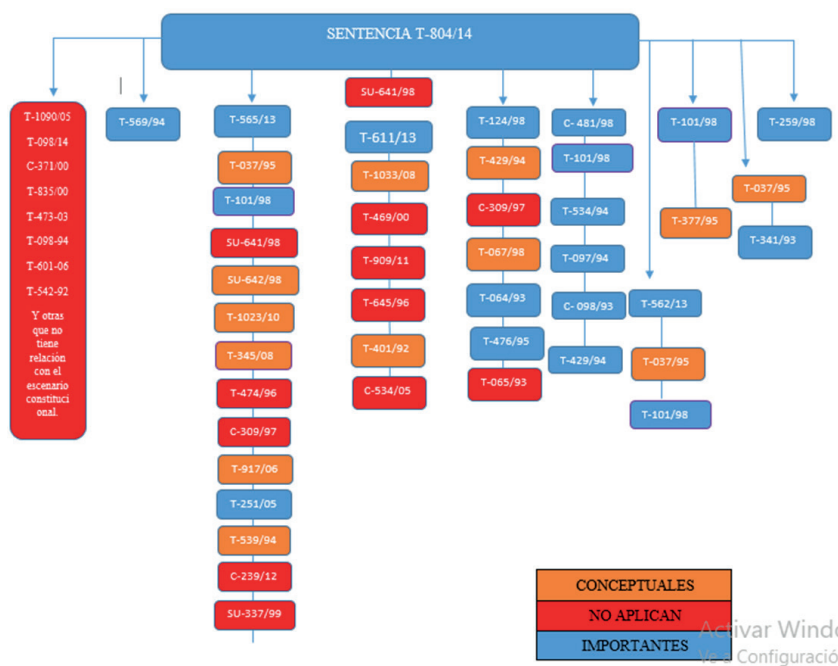 SENTENCIA T-804/14
T-1090/05
T-098/14
C-371/00
T-835/00
T-473-03
T-098-94
T-601-06
T-542-92
Y otras
que no
tiene
relación
con el
escenario
constituci
onal.
T-569/94
T-565/13
T-037/95
T-101/98
SU-641/98
SU-642/98
T-1023/10
T-345/08
T-474/96
C-309/97
T-917/06
T-251/05
T-539/94
C-239/12
SU-337/99
SU-641/98
T-611/13
T-1033/08
T-469/00
T-909/11
T-645/96
T-401/92
C-534/05
T-124/98
T-429/94
C-309/97
T-067/98
T-064/93
T-476/95
T-065/93
C- 481/98
T-101/98
T-534/94
T-097/94
C- 098/93
T-429/94
T-562/13
T-037/95
T-101/98
T-101/98
T-377/95
T-037/95
T-341/93
T-259/98
CONCEPTUALES
NO APLICAN
IMPORTANTES
Activar Windo
Ve a Configuració